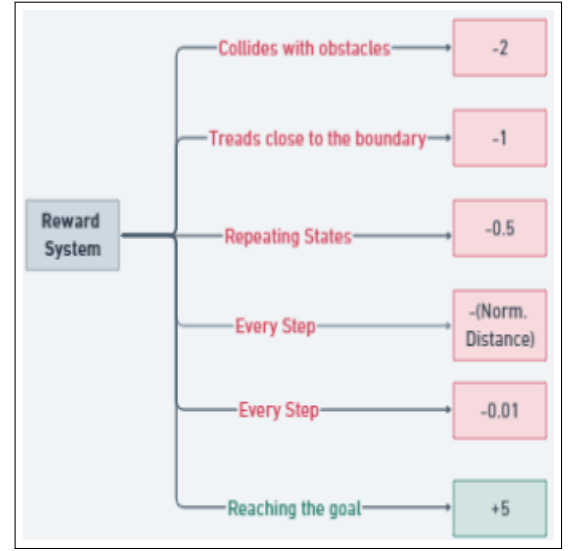 Collides with obstacles
-2
Treads close to the boundary
-1
Reward
System
Repeating States
-0.5
Every Step
-(Norm.
Distance)
Every Step
-0.01
Reaching the goal
+5